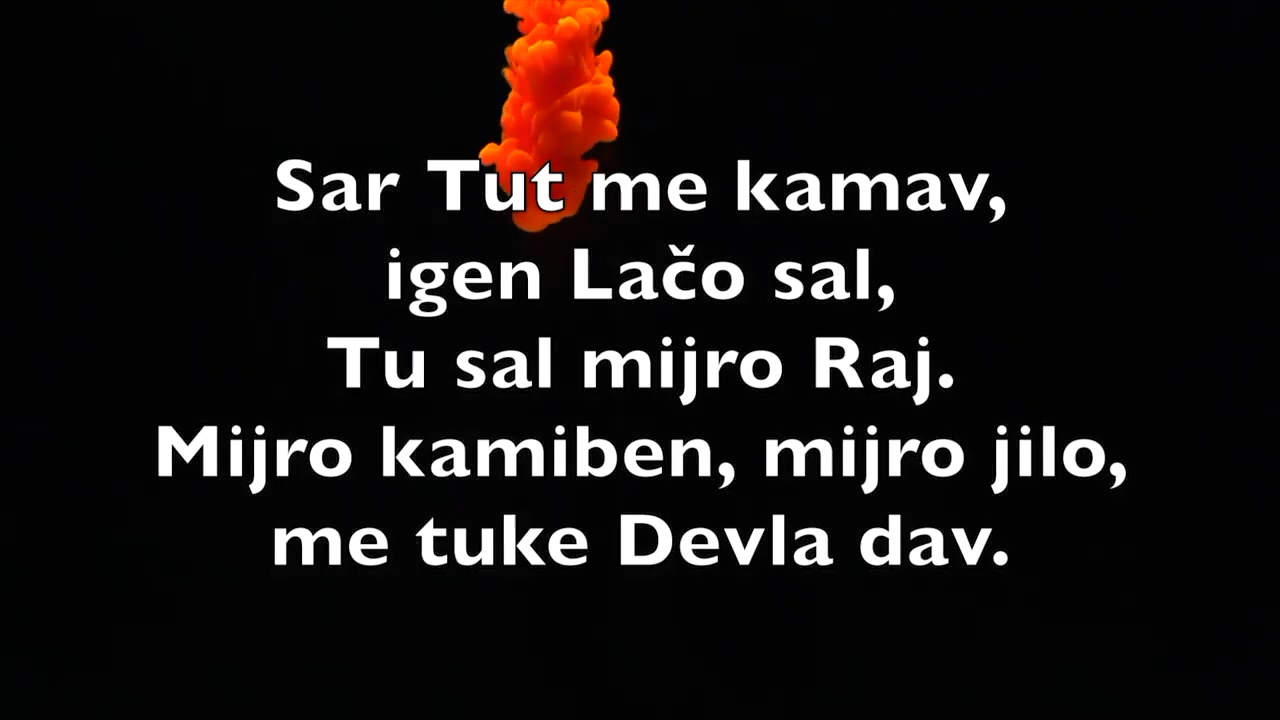 Sar Tut me kamav,
igen Lačo sal,
Tu sal mijro Raj.
Mijro kamiben, mijro jilo,
me tuke Devla dav.